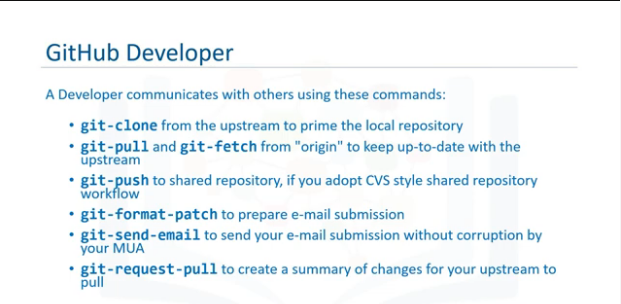 GitHub Developer
A Developer communicates with others using these commands:
• git-clone from the upstream to prime the local repository
• git-pull and git-fetch from "origin" to keep up-to-date with the
upstream
• git-push to shared repository, if you adopt CVS style shared repository
workflow
• git-format-patch to prepare e-mail submission
• git-send-email to send your e-mail submission without corruption by
your MUA
• git-request-pull to create a summary of changes for your upstream to
pull